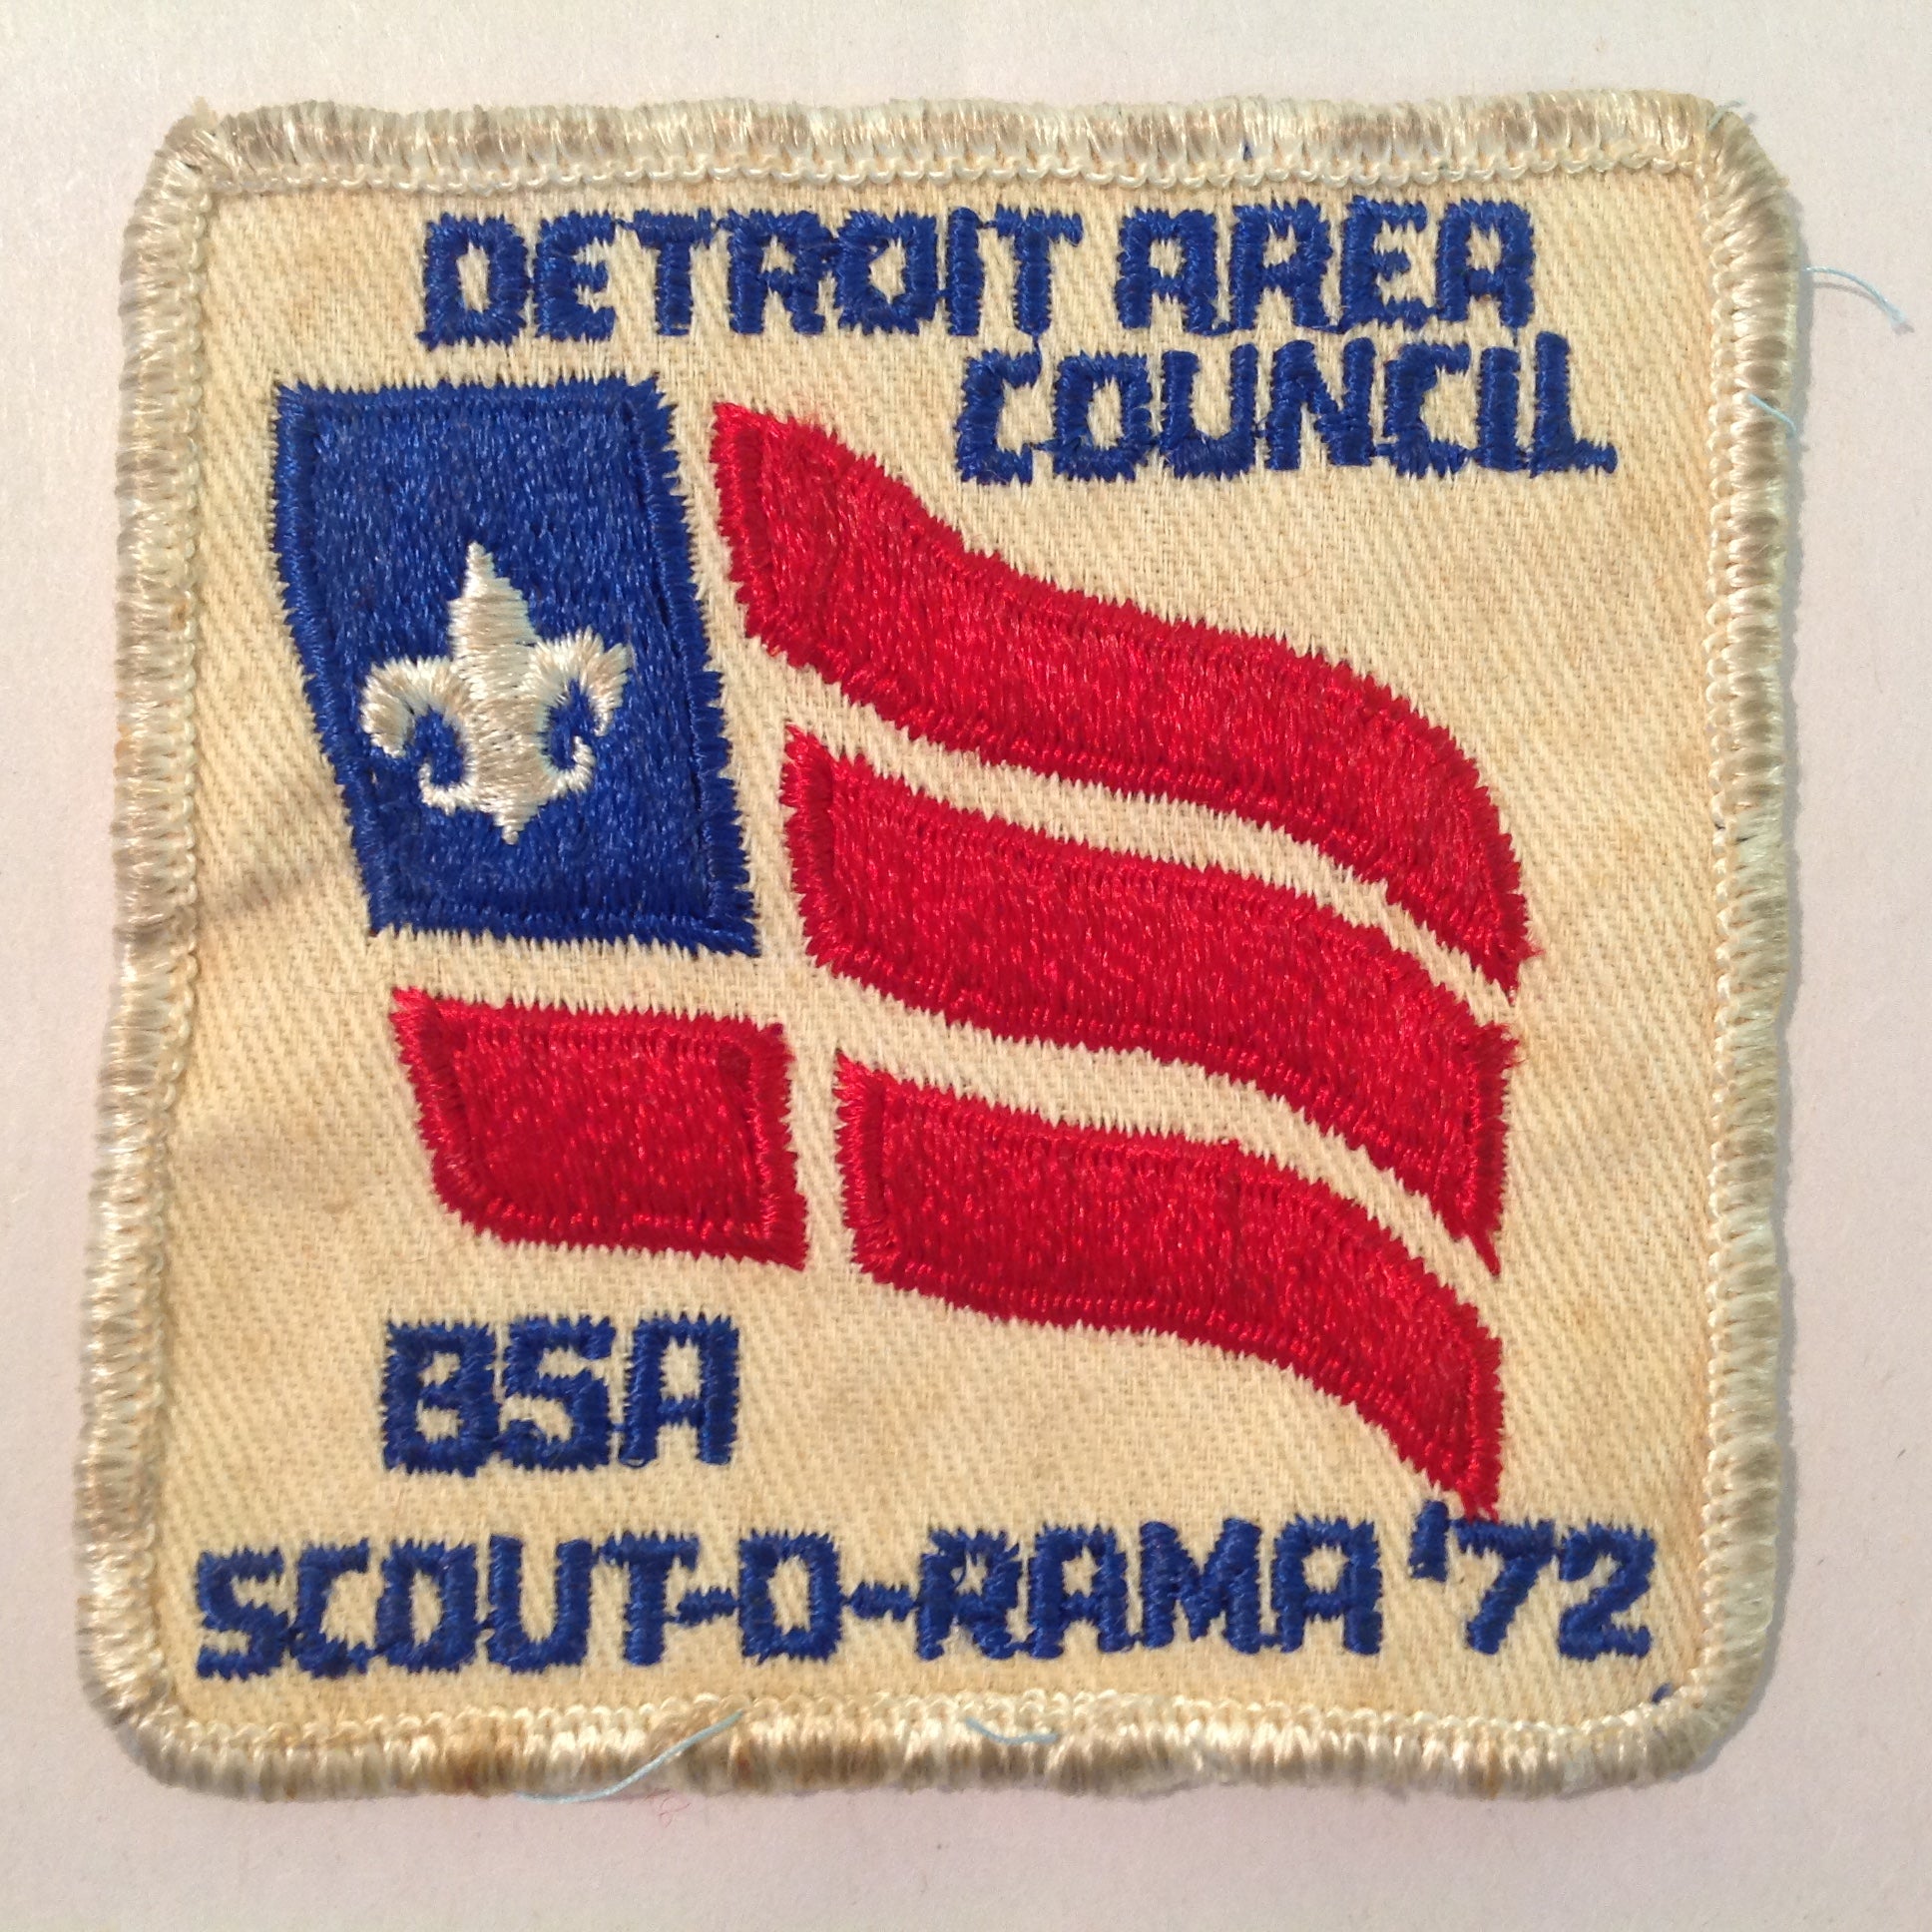 DETROIT AREA
COUNCIL
BSA
SCOUT-O-RAMA '72